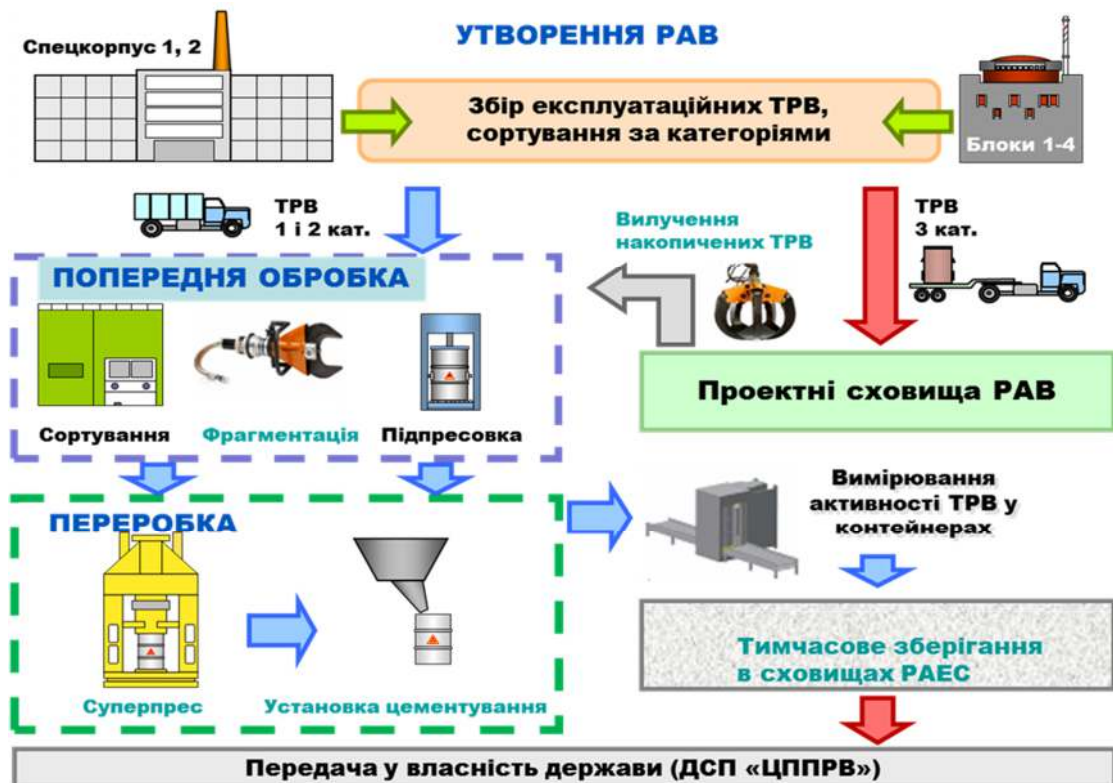 УТВОРЕННЯ РАВ
Спецкорпус 1, 2
Збір експлуатаційних ТРВ,
сортування за категоріями
Блоки 1-4
ТРВ
1 і 2 кат.
Вилучення
накопичених ТРВ
ТРВ
3 кат.
ПОПЕРЕДНЯ ОБРОБКА
Сортування
Фрагментація
Підпресовка
Проектні сховища РАВ
ПЕРЕРОБКА
Суперпрес
Установка цементування
Вимірювання
активності ТРВ у
контейнерах
Тимчасове зберігання
в сховищах РАЕС
Передача у власність держави (ДСП «ЦППРВ»)